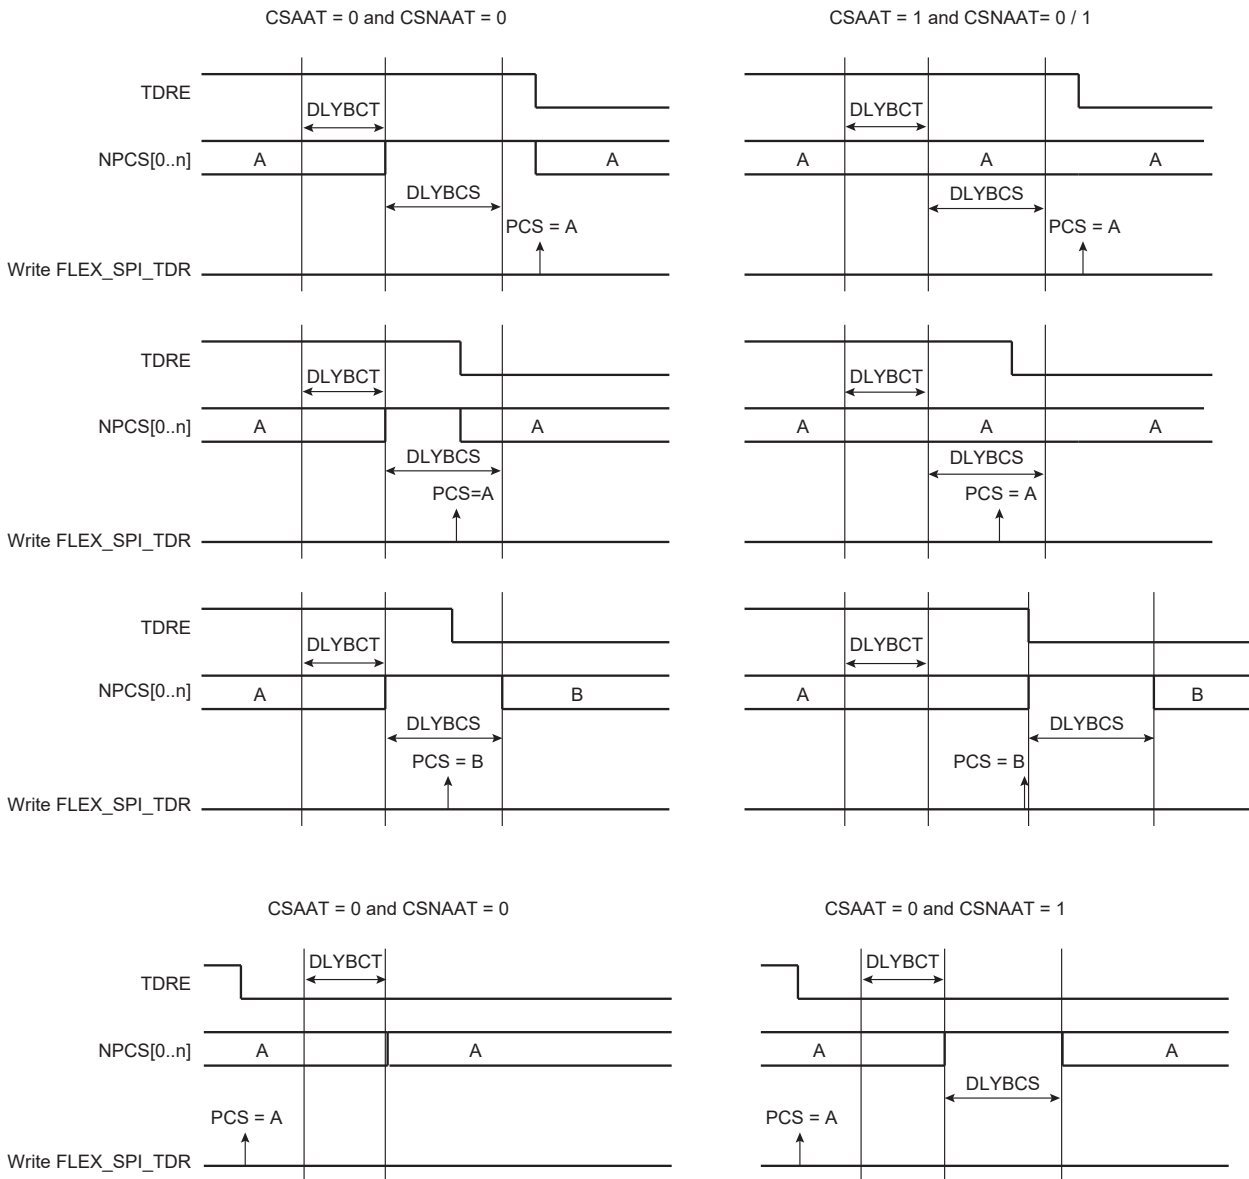 CSAAT = 0 and CSNAAT = 0
CSAAT = 1 and CSNAAT= 0 / 1
TDRE
DLYBCT
DLYBCT
NPCS[0..n]
A
A
A
A
A
DLYBCS
DLYBCS
PCS = A
PCS = A
Write FLEX_SPI_TDR
TDRE
DLYBCT
DLYBCT
NPCS[0..n]
A
A
A
A
A
DLYBCS
DLYBCS
PCS=A
PCS = A
Write FLEX_SPI_TDR
TDRE
DLYBCT
DLYBCT
NPCS[0..n]
A
B
A
B
DLYBCS
DLYBCS
PCS = B
PCS = B
Write FLEX_SPI_TDR
CSAAT = 0 and CSNAAT = 0
CSAAT = 0 and CSNAAT = 1
DLYBCT
DLYBCT
TDRE
NPCS[0..n]
A
A
A
A
DLYBCS
PCS = A
PCS = A
Write FLEX_SPI_TDR